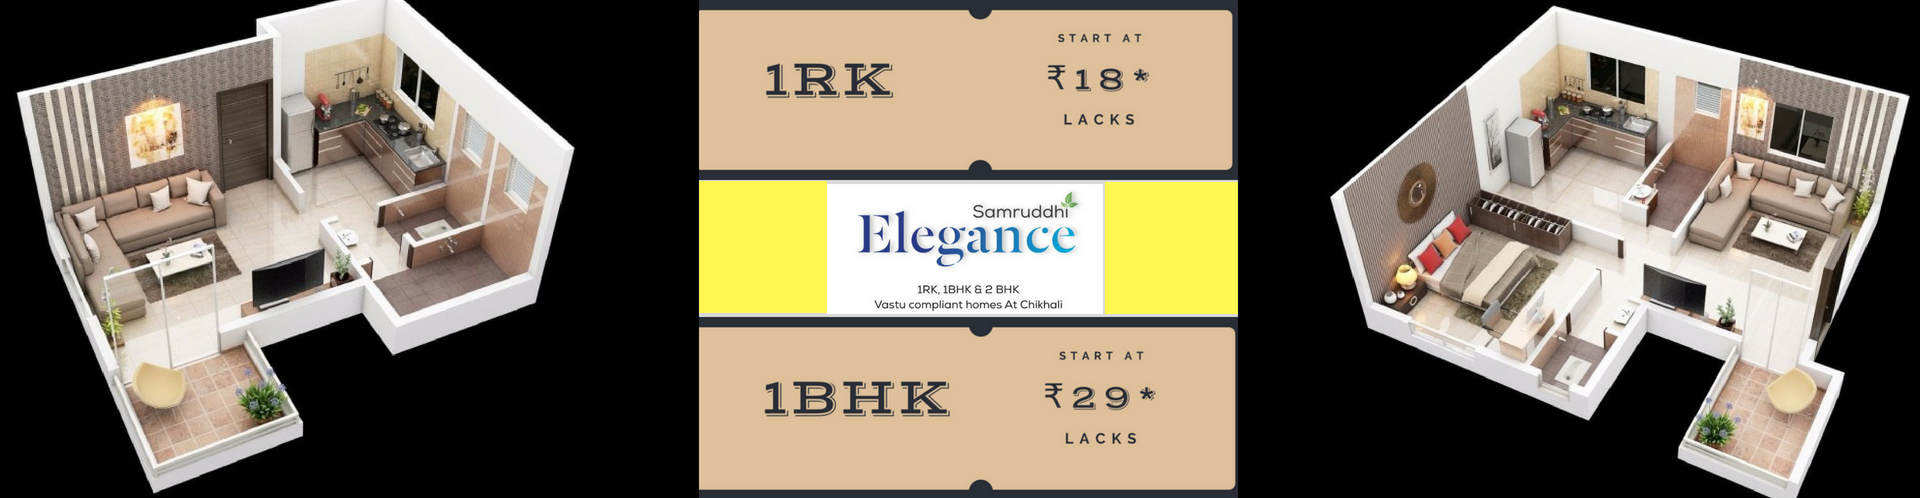 1RK
START AT
₹18*
LACKS
Samruddhi
Elegance
1RK, 1BHK & 2 BHK
Vastu compliant homes At Chikhali
1BHK
START AT
₹29*
LACKS